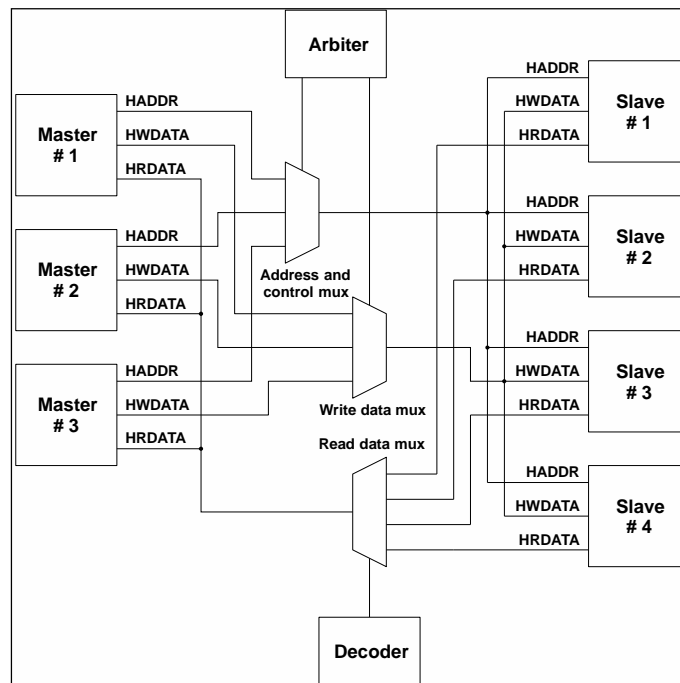 Arbiter
Master
# 1
HADDR
HWDATA
HRDATA
HADDR
HWDATA
HRDATA
Slave
# 1
Master
# 2
HADDR
HWDATA
HRDATA
Address and
control mux
HADDR
HWDATA
HRDATA
Slave
# 2
Master
# 3
HADDR
HWDATA
HRDATA
Write data mux
Read data mux
HADDR
HWDATA
HRDATA
Slave
# 3
HADDR
HWDATA
HRDATA
Slave
# 4
Decoder